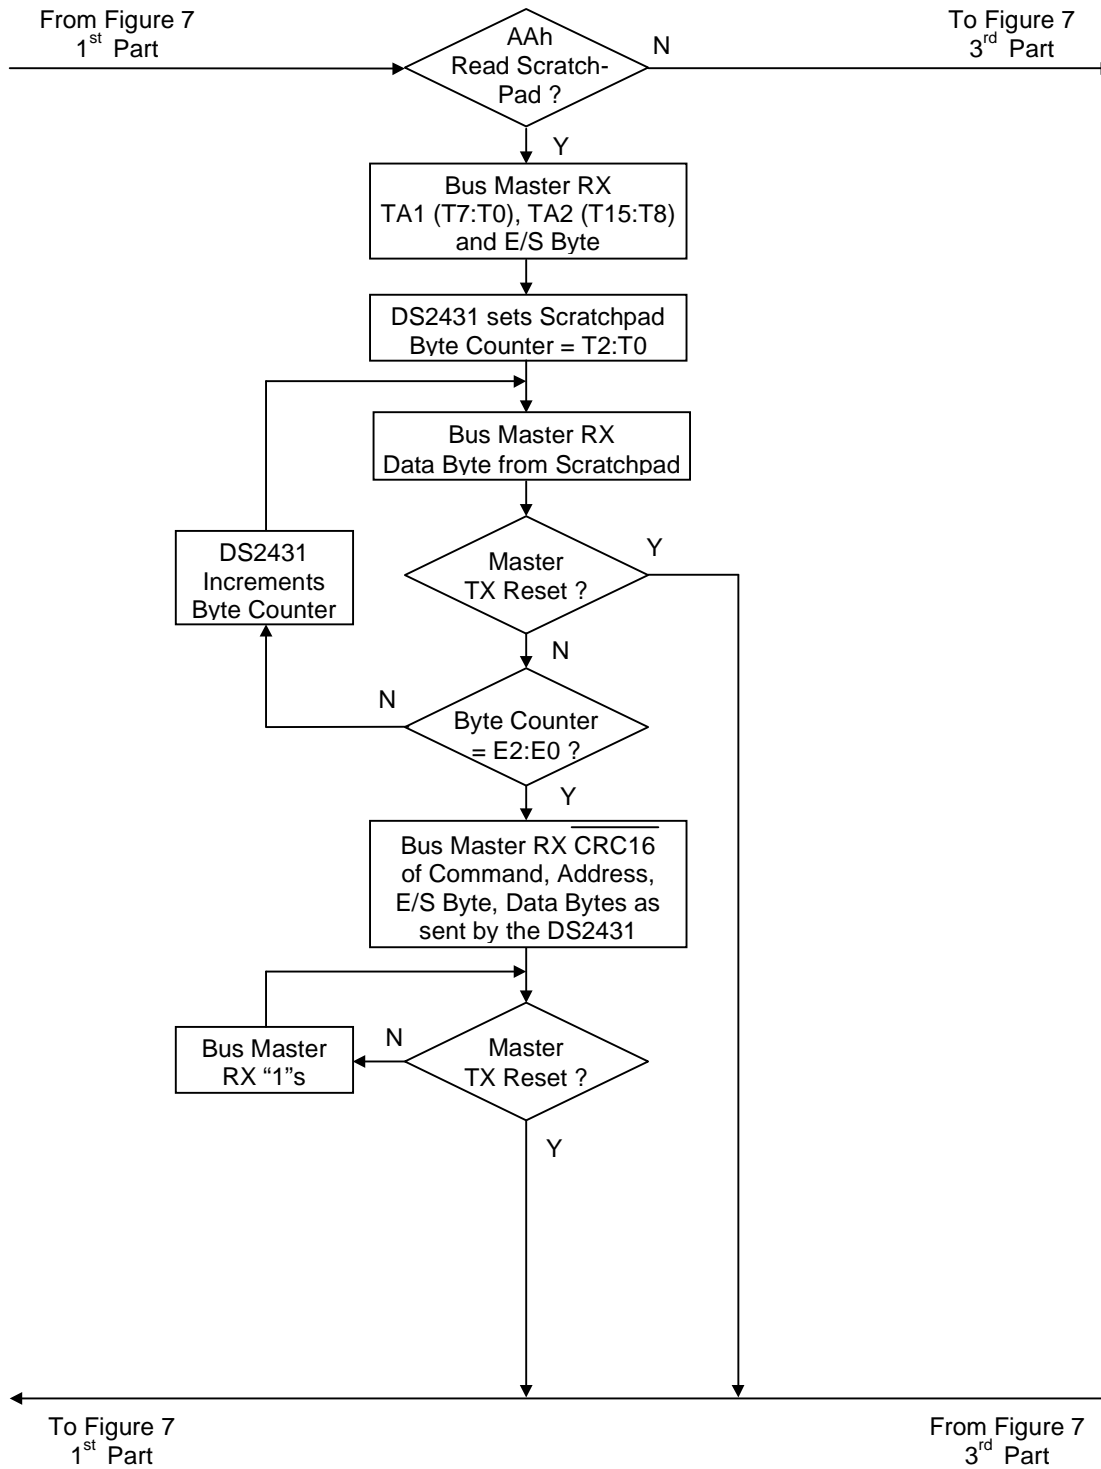 From Figure 7
1st Part
AAh
Read Scratch-
Pad ?
N
To Figure 7
3rd Part
Y
Bus Master RX
TA1 (T7:T0), TA2 (T15:T8)
and E/S Byte
DS2431 sets Scratchpad
Byte Counter = T2:T0
Bus Master RX
Data Byte from Scratchpad
DS2431
Increments
Byte Counter
Master
TX Reset ?
Y
N
N
Byte Counter
= E2:E0 ?
Y
Bus Master RX CRC16
of Command, Address,
E/S Byte, Data Bytes as
sent by the DS2431
Bus Master
RX “1”s
N
Master
TX Reset ?
Y
To Figure 7
1st Part
From Figure 7
3rd Part